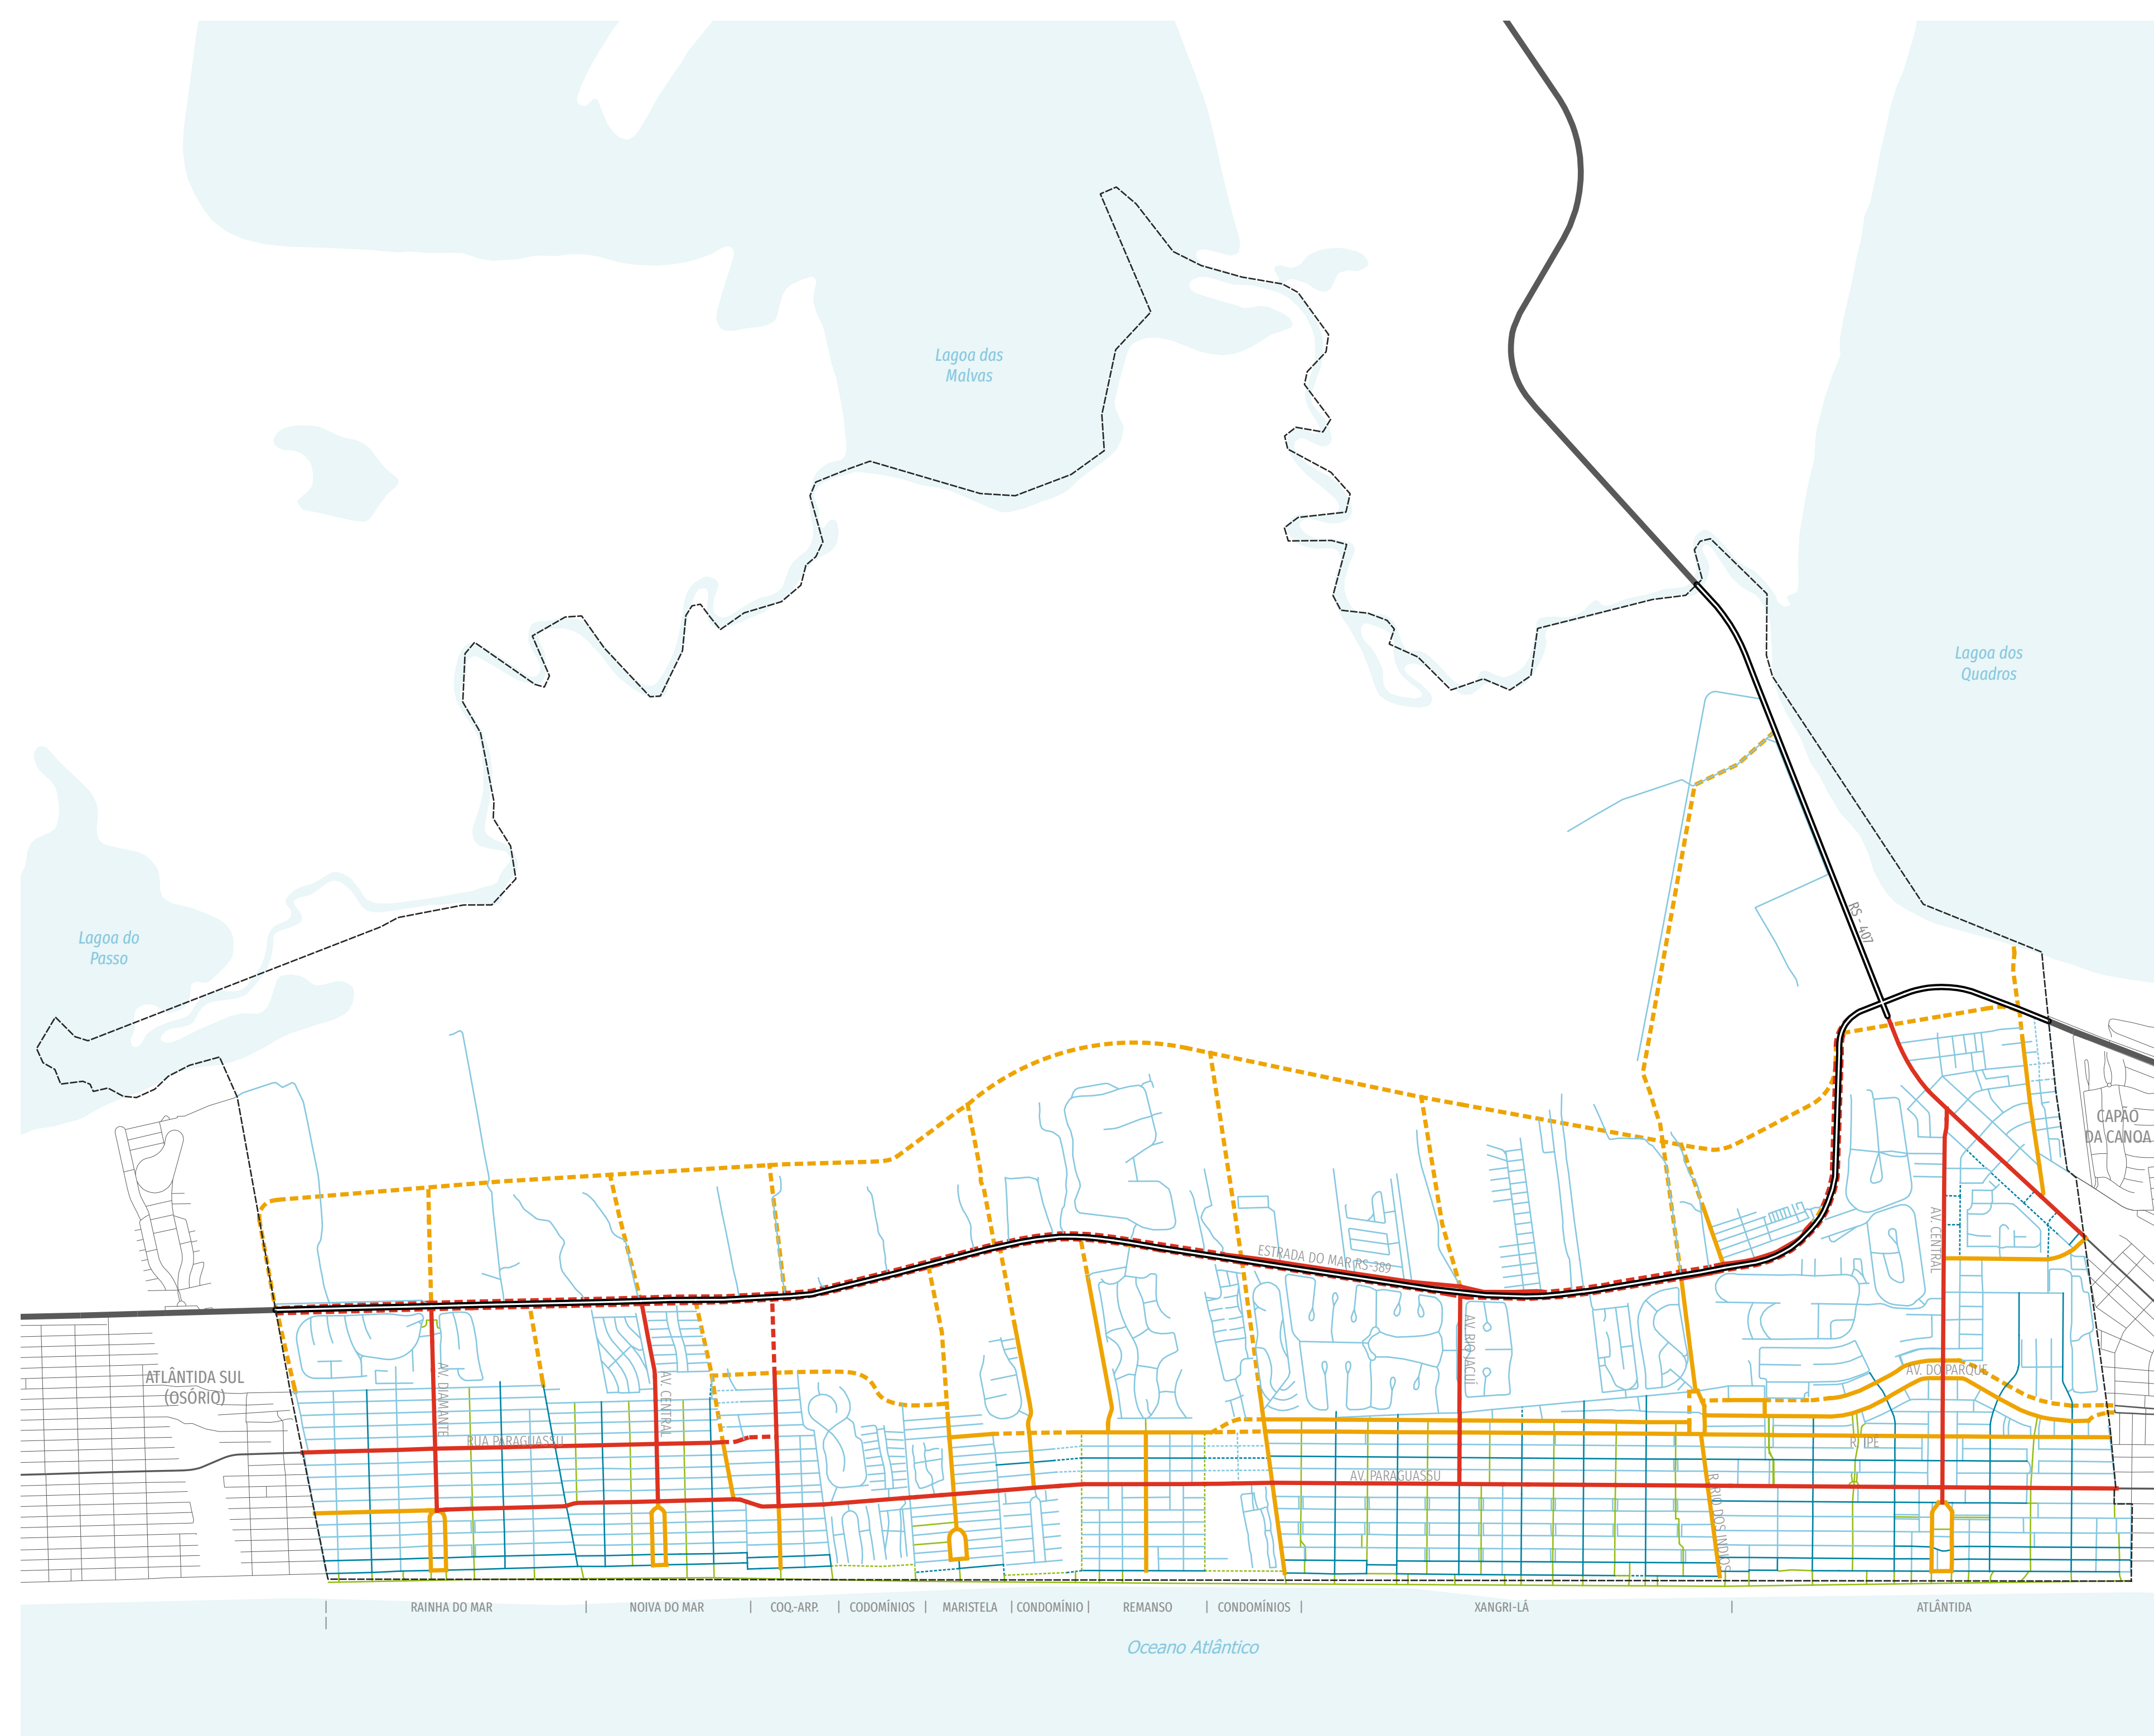 Lagoa das
Malvas
Lagoa dos
Quadros
Lagoa do
Passo
RS - 407
CAPÃO
DA CANOA
ESTRADA DO MAR RS-389
AV. CENTRAL
ATLÂNTIDA SUL
(OSÓRIO)
AV. DIAMANTE
AV. CENTRAL
AV. RIO JACUÍ
AV. DO PARQUE
RUA PARAGUASSU
R. IPÊ
AV. PARAGUASSU
R. RIO DOS ÍNDIOS
RAINHA DO MAR
NOIVA DO MAR
COQ.-ARP.
CODOMÍNIOS
MARISTELA
CONDOMÍNIO
REMANSO
CONDOMÍNIOS
XANGRI-LÁ
ATLÂNTIDA
Oceano Atlântico